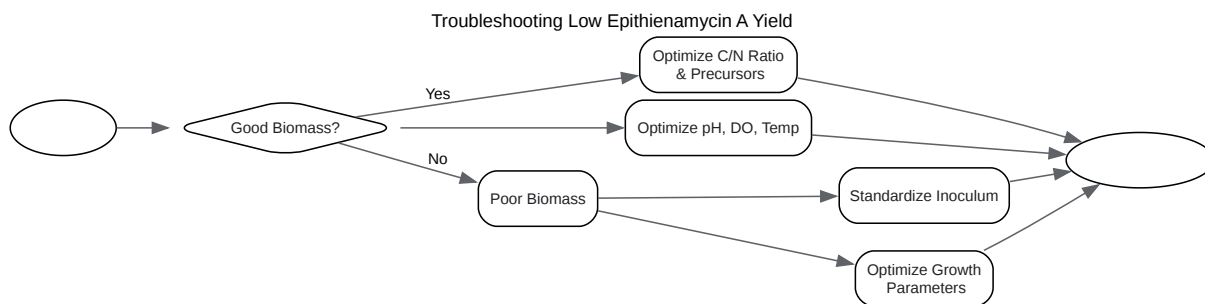 Troubleshooting Low Epithienamycin A Yield
Optimize C/N Ratio
& Precursors
Yes
Good Biomass?
Optimize pH, DO, Temp
No
Poor Biomass
Standardize Inoculum
Optimize Growth
Parameters